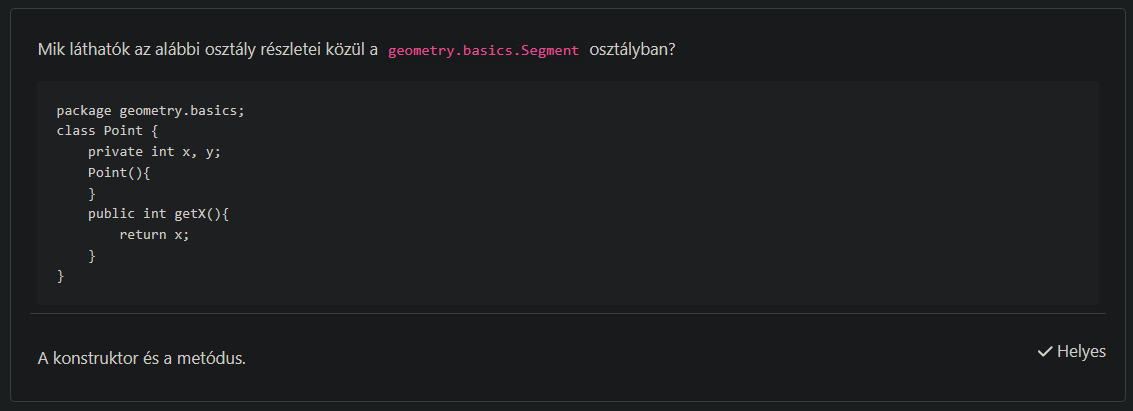 Mik láthatók az alábbi osztály részletei közül a geometry.basics.Segment osztályban?
package geometry.basics;
class Point {
    private int x, y;
    Point(){
    }
    public int getX(){
        return x;
    }
}
A konstruktor és a metódus.
✓ Helyes